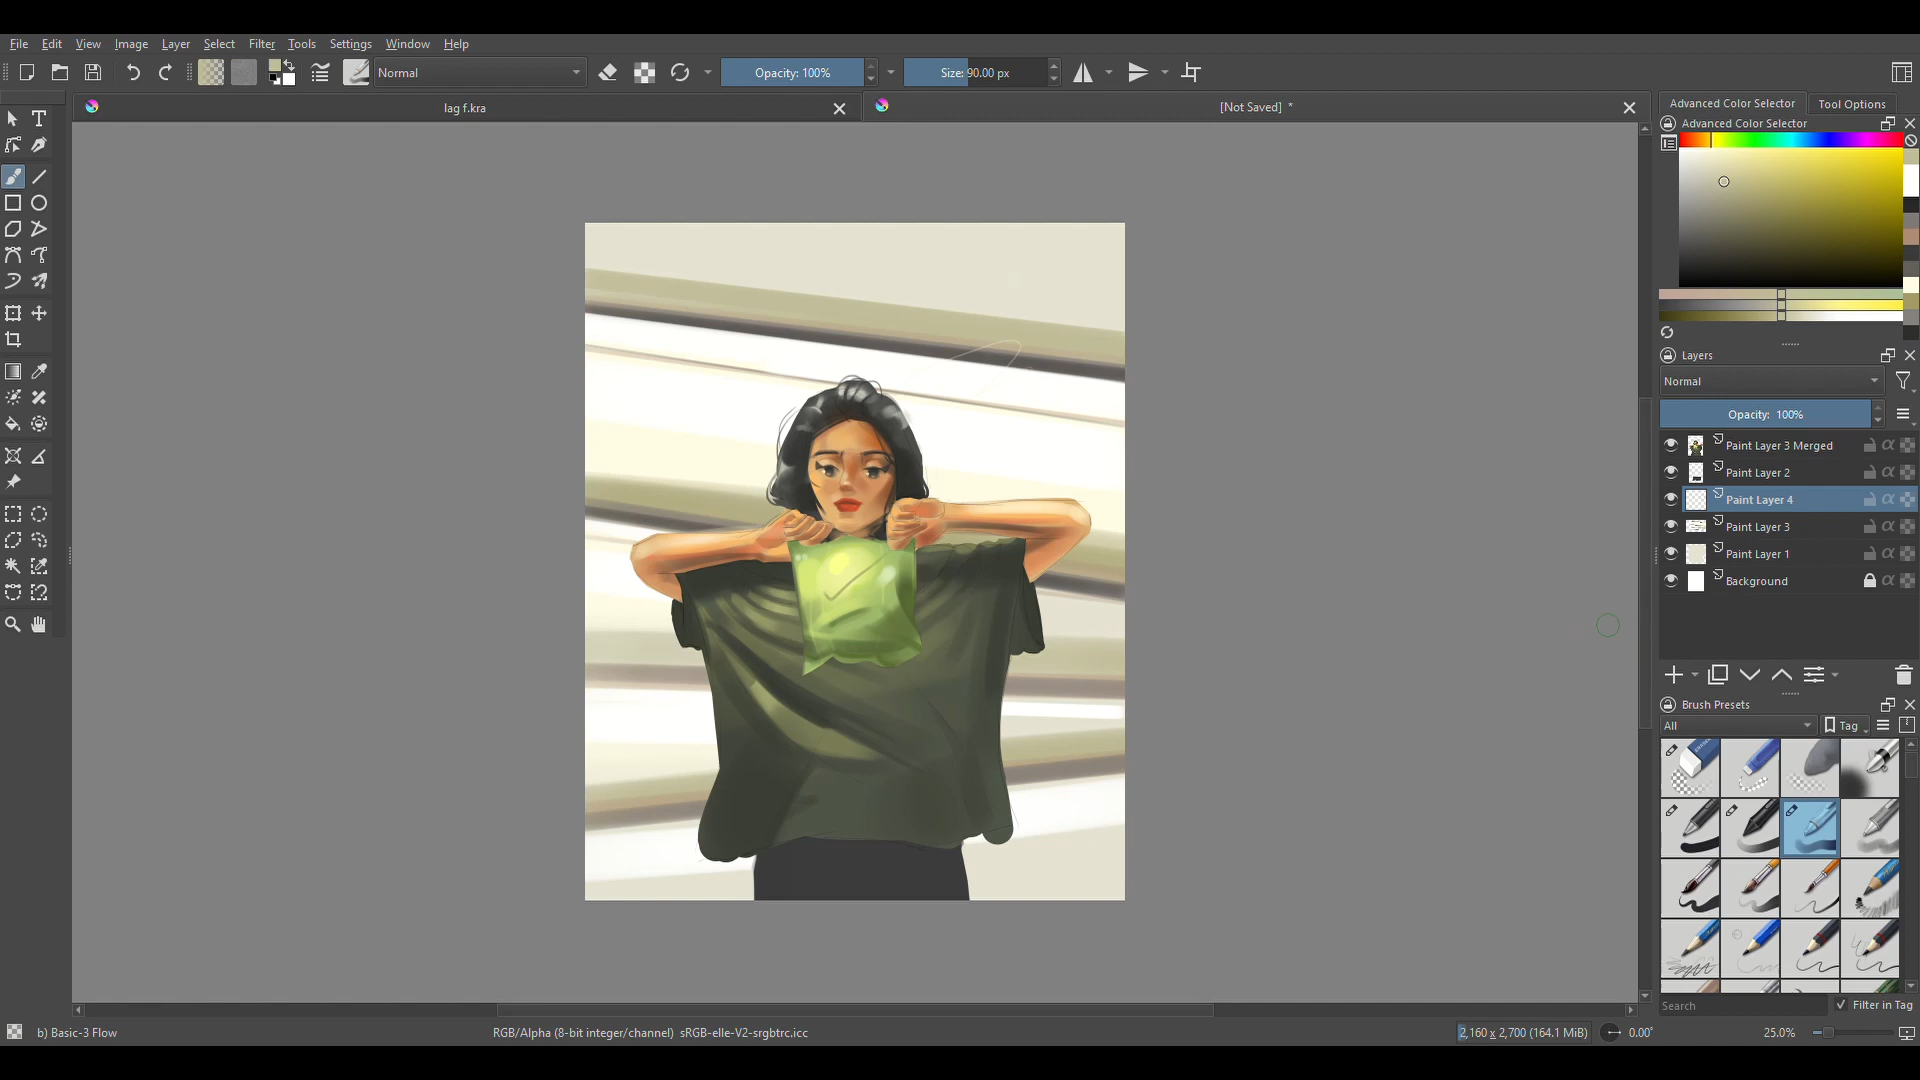 File Edit View Image Layer Select Filter Tools Settings Window Help
Normal Opacity: 100% Size: 90.00 px
lag f.kra [Not Saved] *
Advanced Color Selector Tool Options
Advanced Color Selector
Layers
Normal
Opacity: 100%
Paint Layer 3 Merged
Paint Layer 2
Paint Layer 4
Paint Layer 3
Paint Layer 1
Background
Brush Presets
All Tag
Search Filter in Tag
b) Basic-3 Flow RGB/Alpha (8-bit integer/channel) sRGB-elle-V2-srgbtrc.icc 2,160 x 2,700 (164.1 MiB) 0.00° 25.0%